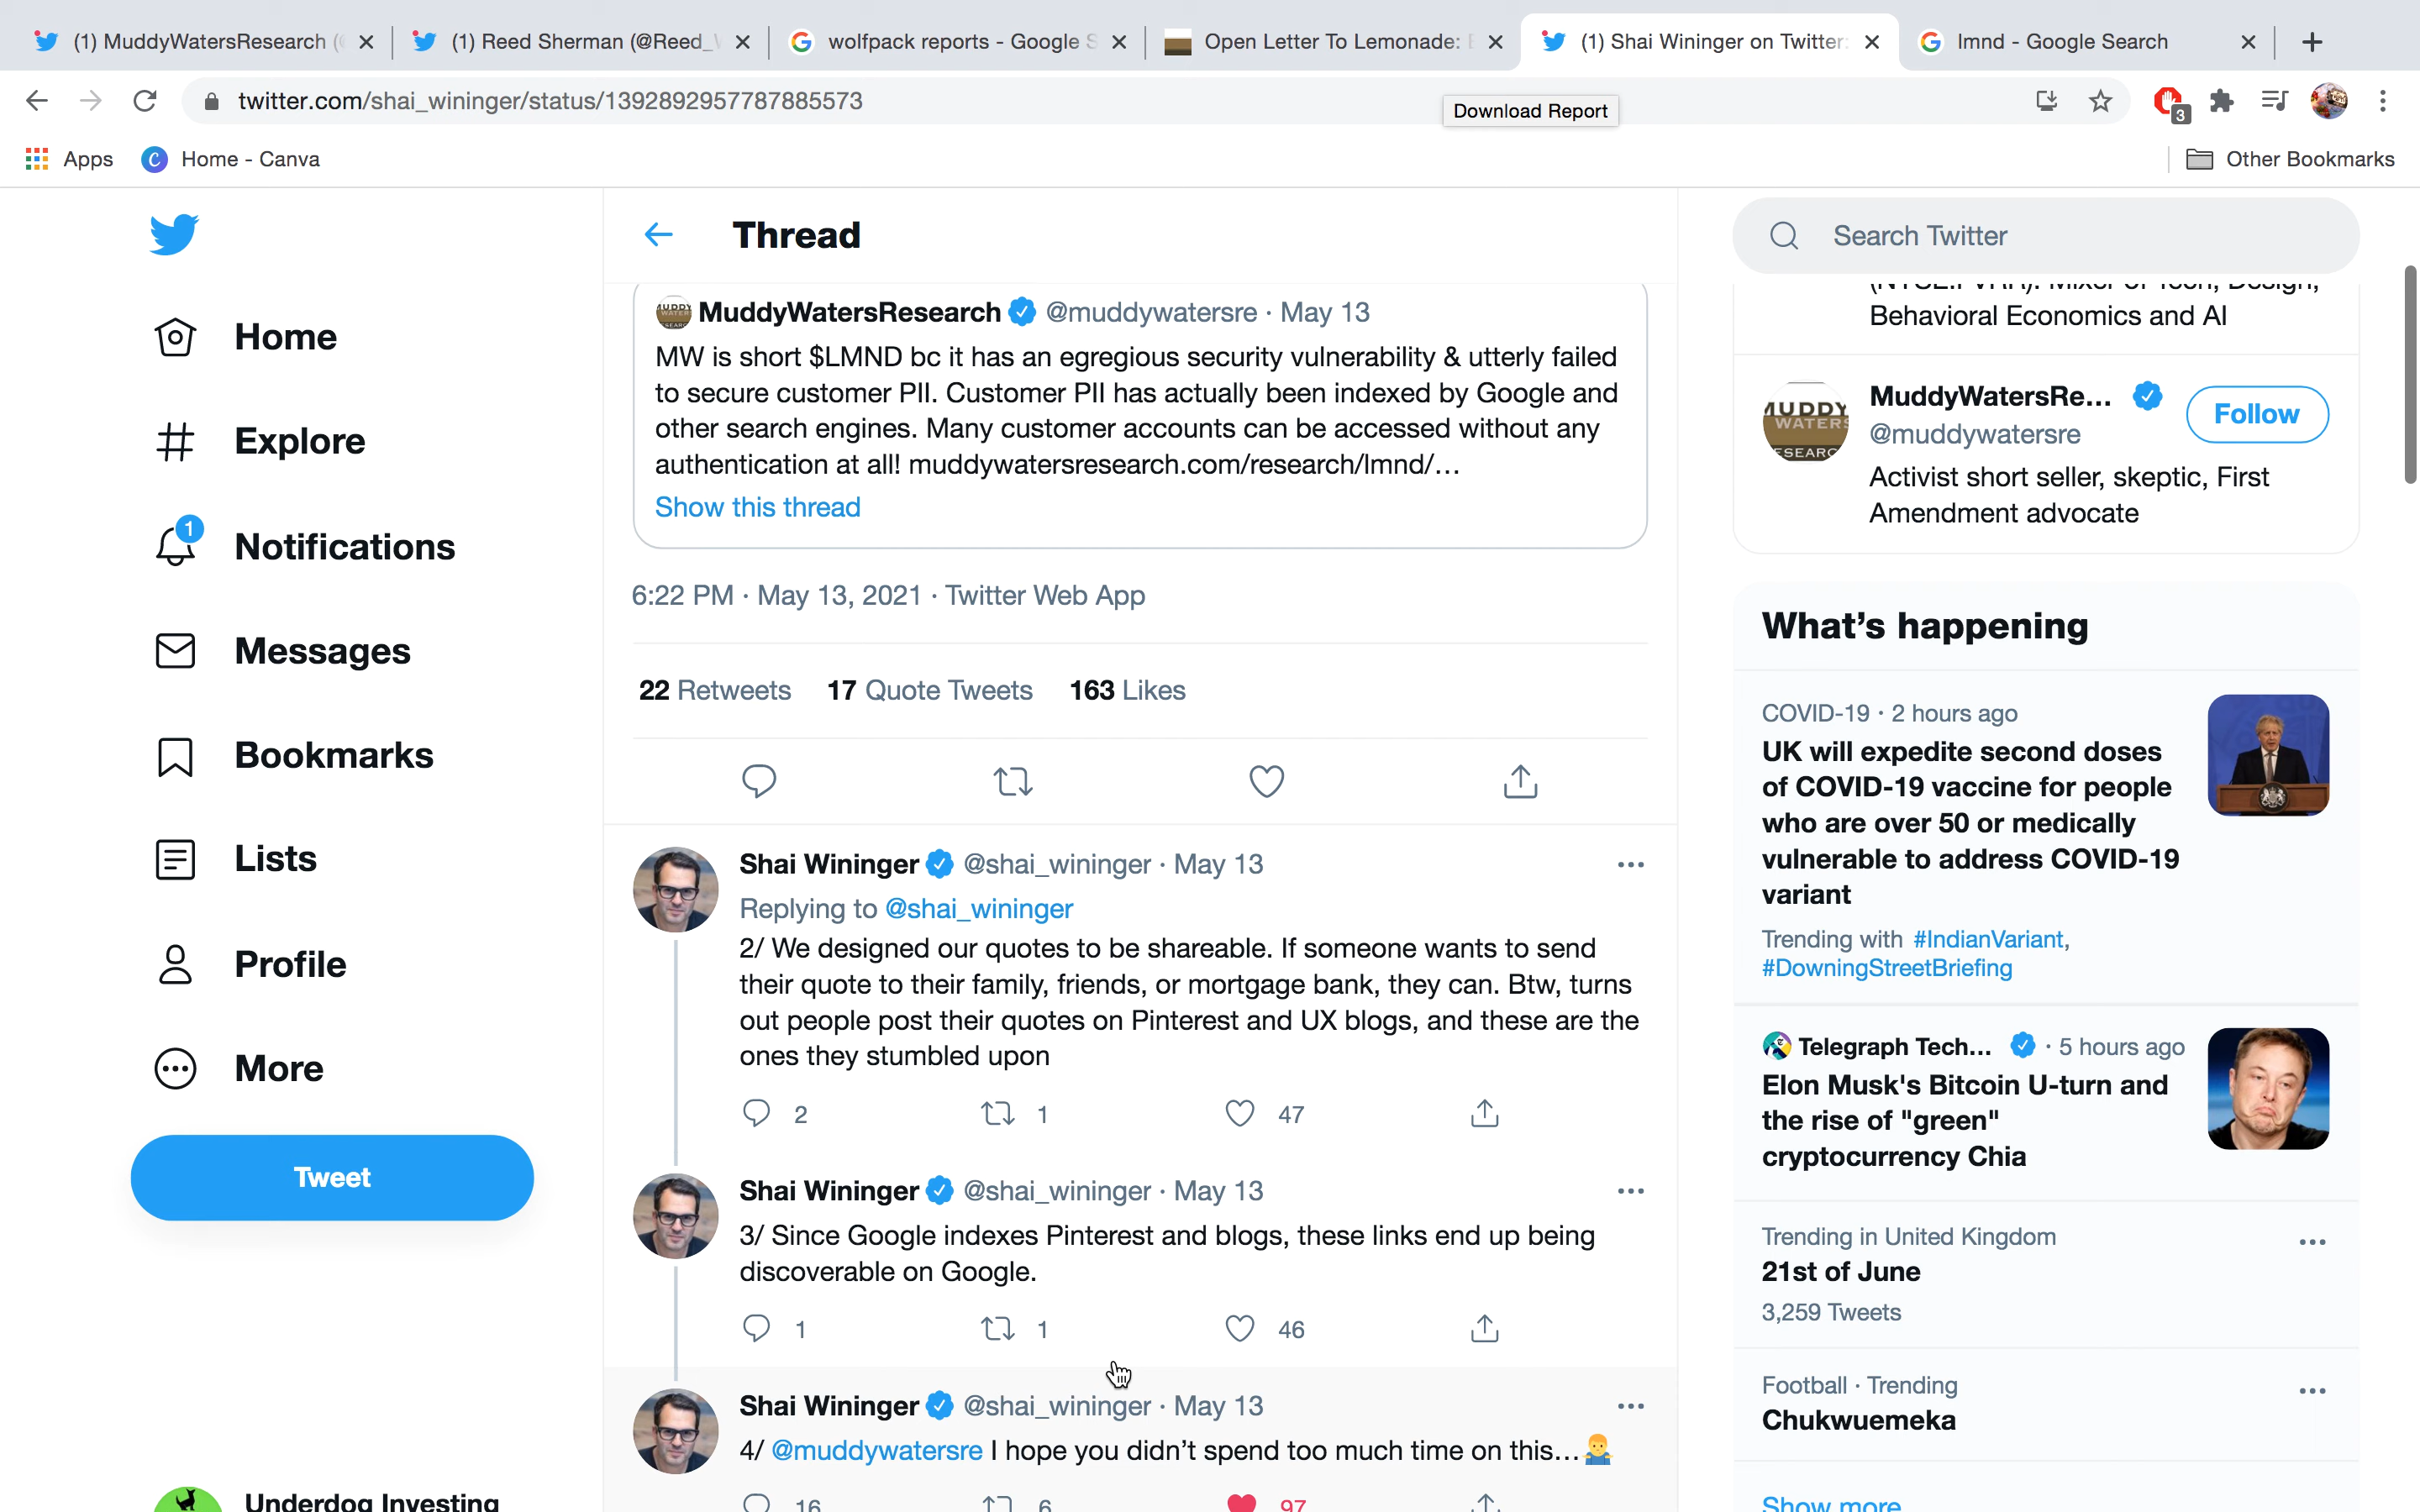 (1) MuddyWatersResearch (
(1) Reed Sherman (@Reed_
wolfpack reports - Google S
Open Letter To Lemonade:
(1) Shai Wininger on Twitter:
lmnd - Google Search
twitter.com/shai_wininger/status/1392892957787885573
Download Report
3
Apps
Home - Canva
Other Bookmarks
Home
Explore
1
Notifications
Messages
Bookmarks
Lists
Profile
More
Tweet
Underdog Investing
Thread
MuddyWatersResearch @muddywatersre · May 13
MW is short $LMND bc it has an egregious security vulnerability & utterly failed
to secure customer PII. Customer PII has actually been indexed by Google and
other search engines. Many customer accounts can be accessed without any
authentication at all! muddywatersresearch.com/research/lmnd/…
Show this thread
6:22 PM · May 13, 2021 · Twitter Web App
22 Retweets 17 Quote Tweets 163 Likes
Shai Wininger @shai_wininger · May 13
Replying to @shai_wininger
2/ We designed our quotes to be shareable. If someone wants to send
their quote to their family, friends, or mortgage bank, they can. Btw, turns
out people post their quotes on Pinterest and UX blogs, and these are the
ones they stumbled upon
2 1 47
Shai Wininger @shai_wininger · May 13
3/ Since Google indexes Pinterest and blogs, these links end up being
discoverable on Google.
1 1 46
Shai Wininger @shai_wininger · May 13
4/ @muddywatersre I hope you didn't spend too much time on this…🤷‍♂️
16 6 97
Search Twitter
Behavioral Economics and AI
MUDDY
WATERS
ESEARC
MuddyWatersRe...
@muddywatersre
Follow
Activist short seller, skeptic, First
Amendment advocate
What's happening
COVID-19 · 2 hours ago
UK will expedite second doses
of COVID-19 vaccine for people
who are over 50 or medically
vulnerable to address COVID-19
variant
Trending with #IndianVariant,
#DowningStreetBriefing
Telegraph Tech... · 5 hours ago
Elon Musk's Bitcoin U-turn and
the rise of "green"
cryptocurrency Chia
Trending in United Kingdom
21st of June
3,259 Tweets
Football · Trending
Chukwuemeka
Show more